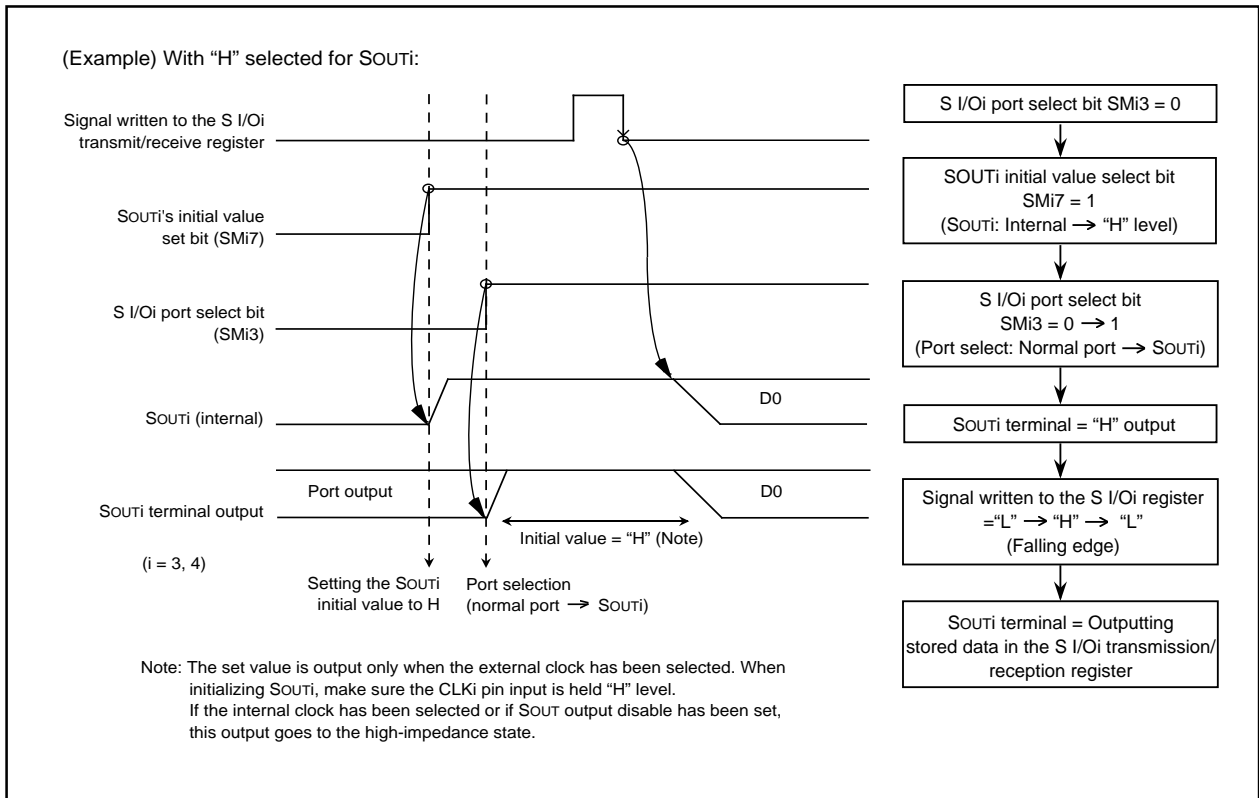 (Example) With “H” selected for SOUTi:
Signal written to the S I/Oi
transmit/receive register
SOUTi's initial value
set bit (SMi7)
S I/Oi port select bit
(SMi3)
SOUTi (internal)
D0
Port output
D0
SOUTi terminal output
Initial value = “H” (Note)
(i = 3, 4)
Setting the SOUTi
initial value to H
Port selection
(normal port → SOUTi)
Note: The set value is output only when the external clock has been selected. When
initializing SOUTi, make sure the CLKi pin input is held “H” level.
If the internal clock has been selected or if SOUT output disable has been set,
this output goes to the high-impedance state.
S I/Oi port select bit SMi3 = 0
SOUTi initial value select bit
SMi7 = 1
(SOUTi: Internal → “H” level)
S I/Oi port select bit
SMi3 = 0 → 1
(Port select: Normal port → SOUTi)
SOUTi terminal = “H” output
Signal written to the S I/Oi register
=“L” → “H” → “L”
(Falling edge)
SOUTi terminal = Outputting
stored data in the S I/Oi transmission/
reception register